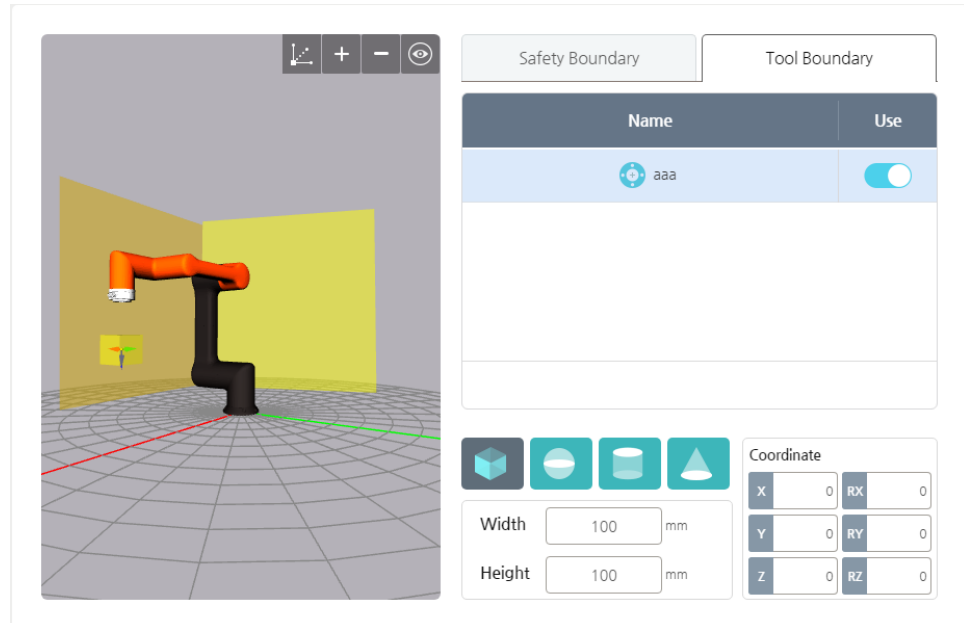 Safety Boundary
Tool Boundary
Name
Use
aaa
Coordinate
X 0 RX 0
Width 100 mm
Y 0 RY 0
Height 100 mm
Z 0 RZ 0